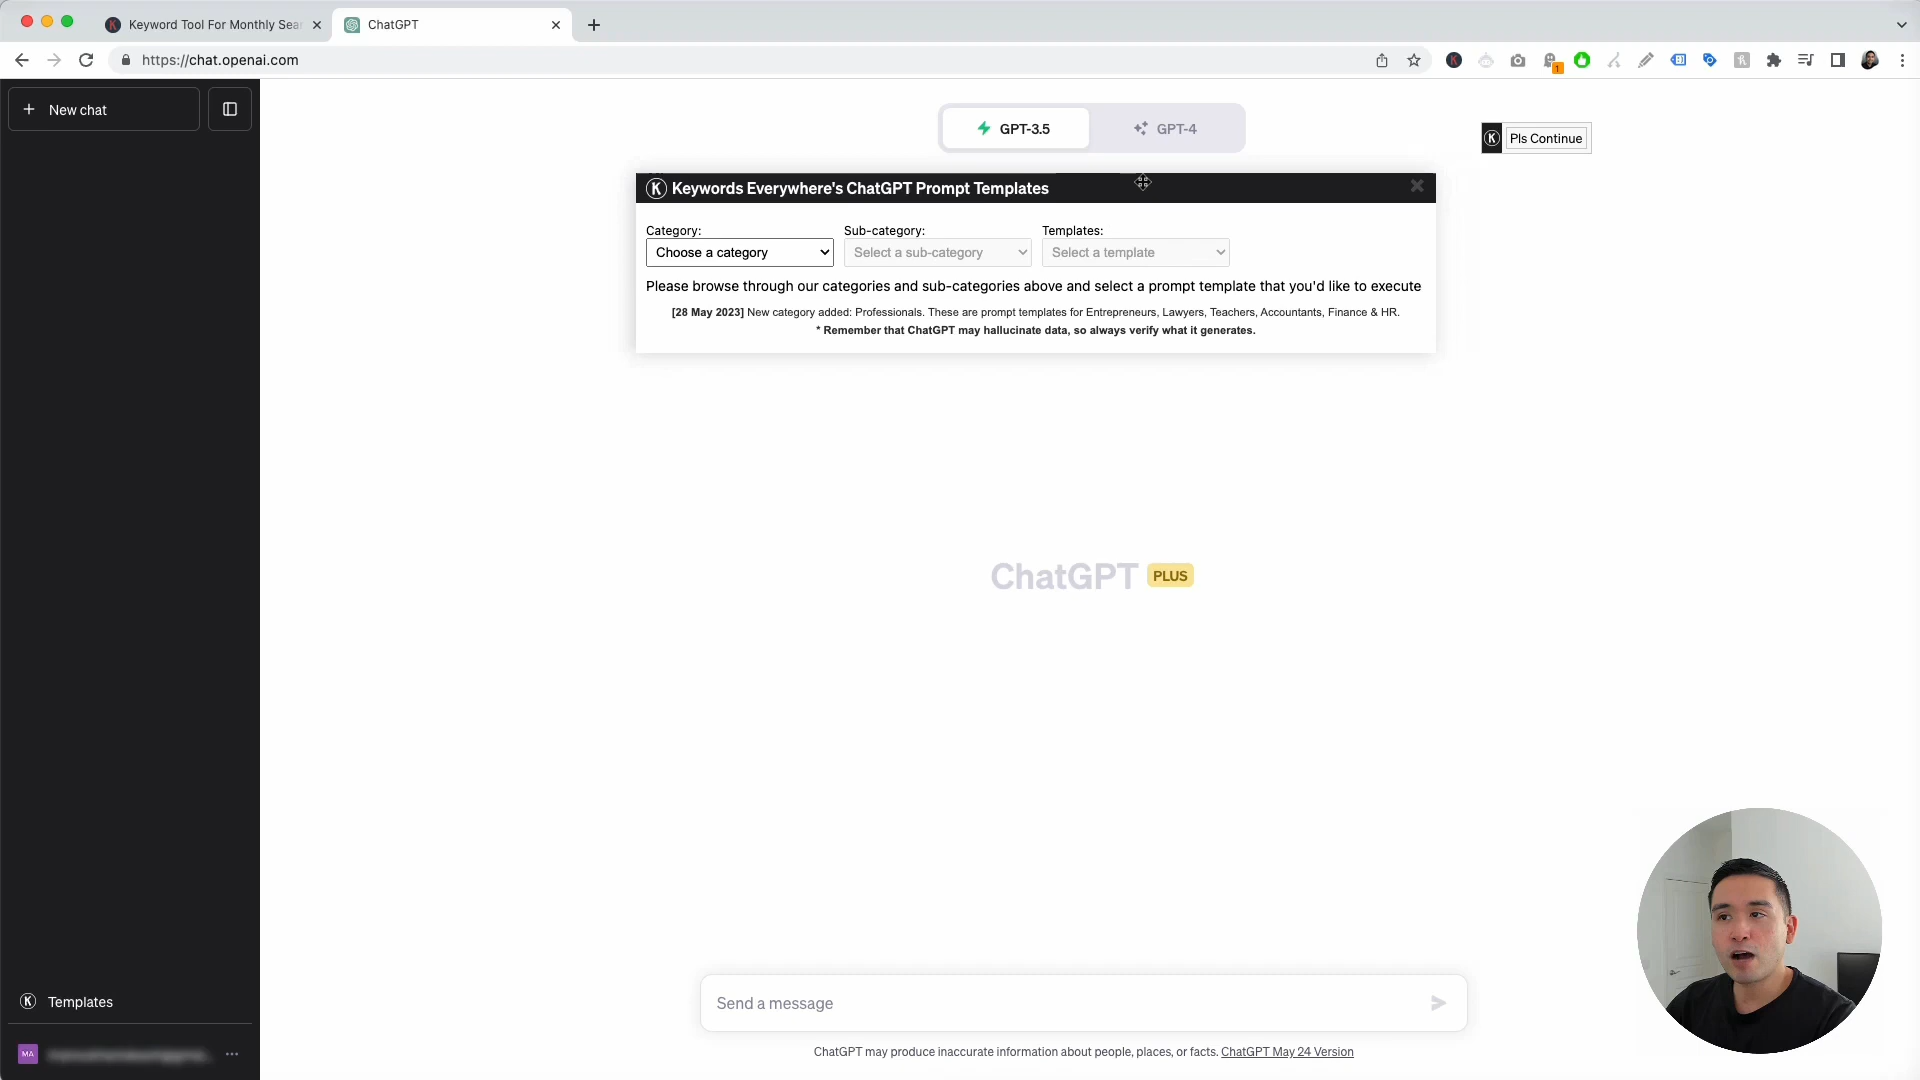 Keyword Tool For Monthly Sea
ChatGPT
https://chat.openai.com
1
New chat
GPT-3.5
GPT-4
K Pls Continue
K Keywords Everywhere's ChatGPT Prompt Templates
Category:
Sub-category:
Templates:
Choose a category
Select a sub-category
Select a template
Please browse through our categories and sub-categories above and select a prompt template that you'd like to execute
[28 May 2023] New category added: Professionals. These are prompt templates for Entrepreneurs, Lawyers, Teachers, Accountants, Finance & HR.
* Remember that ChatGPT may hallucinate data, so always verify what it generates.
ChatGPT PLUS
K Templates
Send a message
MA
ChatGPT may produce inaccurate information about people, places, or facts. ChatGPT May 24 Version